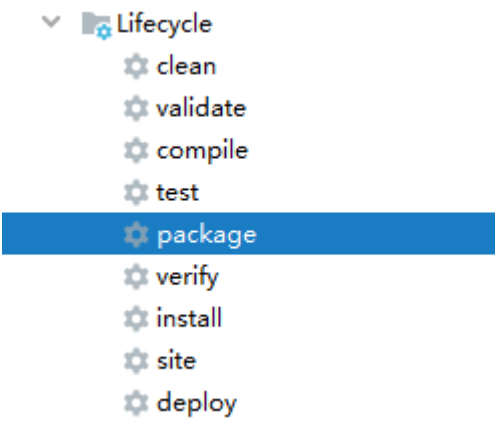 Lifecycle
clean
validate
compile
test
package
verify
install
site
deploy